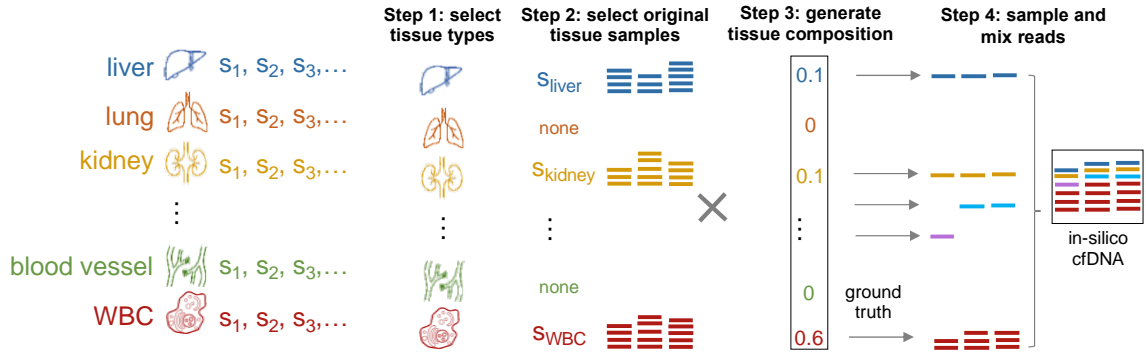 Step 1: select tissue types
Step 2: select original tissue samples
Step 3: generate tissue composition
Step 4: sample and mix reads
liver s1, s2, s3,... sliver 0.1
lung s1, s2, s3,... none 0
kidney s1, s2, s3,... skidney 0.1
blood vessel s1, s2, s3,... none 0
WBC s1, s2, s3,... sWBC 0.6
ground truth
in-silico cfDNA